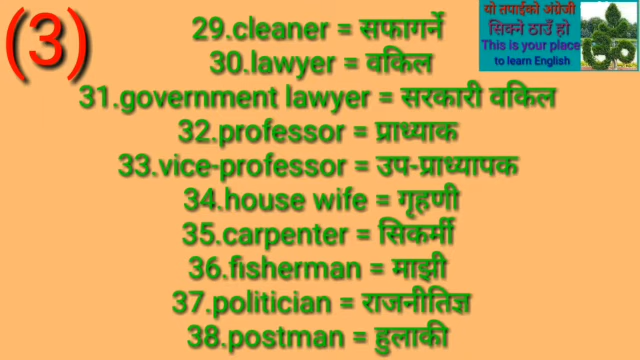 (3)
यो तपाईको अंग्रेजी
सिक्ने ठाउँ हो
This is your place
to learn English
29.cleaner = सफागर्ने
30.lawyer = वकिल
31.government lawyer = सरकारी वकिल
32.professor = प्राध्याक
33.vice-professor = उप-प्राध्यापक
34.house wife = गृहणी
35.carpenter = सिकर्मी
36.fisherman = माझी
37.politician = राजनीतिज्ञ
38.postman = हुलाकी